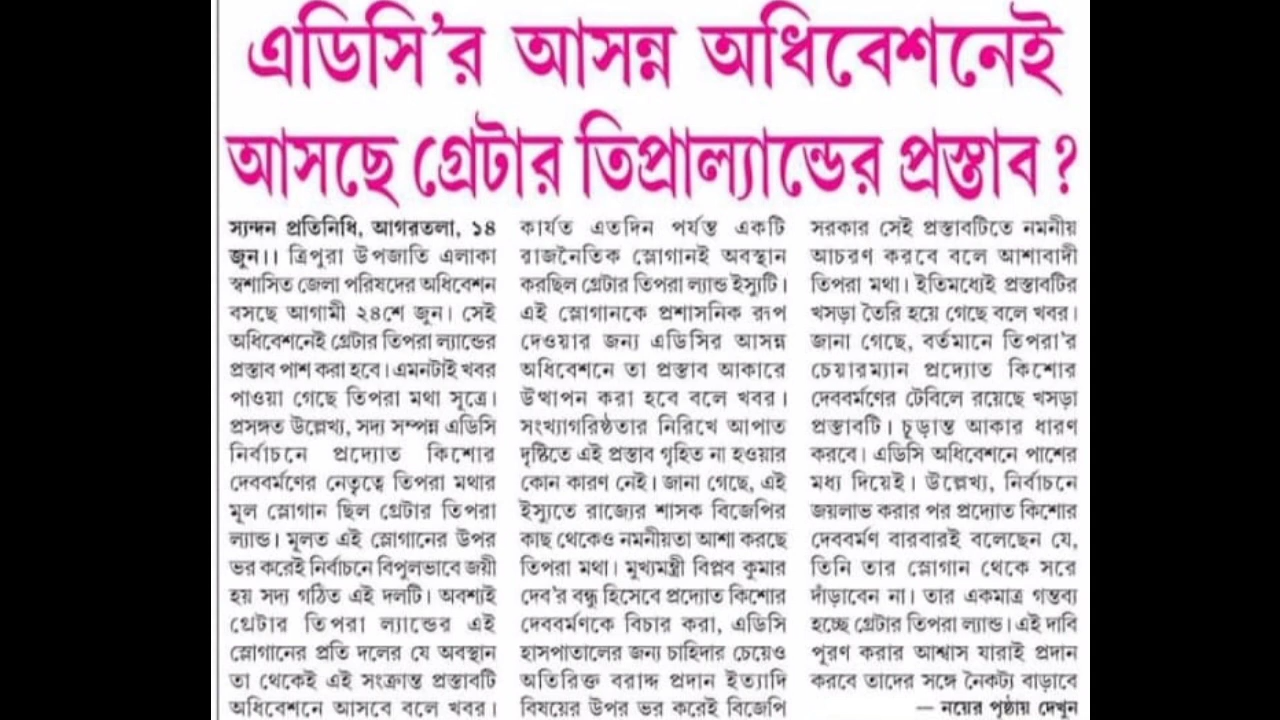 এডিসি'র আসন্ন অধিবেশনেই
আসছে গ্রেটার তিপ্রাল্যান্ডের প্রস্তাব ?
স্যন্দন প্রতিনিধি, আগরতলা, ১৪
জুন।। ত্রিপুরা উপজাতি এলাকা
স্বশাসিত জেলা পরিষদের অধিবেশন
বসছে আগামী ২৪শে জুন। সেই
অধিবেশনেই গ্রেটার তিপরা ল্যান্ডের
প্রস্তাব পাশ করা হবে। এমনটাই খবর
পাওয়া গেছে তিপরা মথা সূত্রে।
প্রসঙ্গত উল্লেখ্য, সদ্য সম্পন্ন এডিসি
নির্বাচনে প্রদ্যোত কিশোর
দেববর্মণের নেতৃত্বে তিপরা মথার
মূল স্লোগান ছিল গ্রেটার তিপরা
ল্যান্ড। মূলত এই স্লোগানের উপর
ভর করেই নির্বাচনে বিপুলভাবে জয়ী
হয় সদ্য গঠিত এই দলটি। অবশ্যই
গ্রেটার তিপরা ল্যান্ডের এই
স্লোগানের প্রতি দলের যে অবস্থান
তা থেকেই এই সংক্রান্ত প্রস্তাবটি
অধিবেশনে আসবে বলে খবর।
কার্যত এতদিন পর্যন্ত একটি
রাজনৈতিক স্লোগানই অবস্থান
করছিল গ্রেটার তিপরা ল্যান্ড ইস্যুটি।
এই স্লোগানকে প্রশাসনিক রূপ
দেওয়ার জন্য এডিসির আসন্ন
অধিবেশনে তা প্রস্তাব আকারে
উত্থাপন করা হবে বলে খবর।
সংখ্যাগরিষ্ঠতার নিরিখে আপাত
দৃষ্টিতে এই প্রস্তাব গৃহিত না হওয়ার
কোন কারণ নেই। জানা গেছে, এই
ইস্যুতে রাজ্যের শাসক বিজেপির
কাছ থেকেও নমনীয়তা আশা করছে
তিপরা মথা। মুখ্যমন্ত্রী বিপ্লব কুমার
দেব'র বন্ধু হিসেবে প্রদ্যোত কিশোর
দেববর্মণকে বিচার করা, এডিসি
হাসপাতালের জন্য চাহিদার চেয়েও
অতিরিক্ত বরাদ্দ প্রদান ইত্যাদি
বিষয়ের উপর ভর করেই বিজেপি
সরকার সেই প্রস্তাবটিতে নমনীয়
আচরণ করবে বলে আশাবাদী
তিপরা মথা। ইতিমধ্যেই প্রস্তাবটির
খসড়া তৈরি হয়ে গেছে বলে খবর।
জানা গেছে, বর্তমানে তিপরা'র
চেয়ারম্যান প্রদ্যোত কিশোর
দেববর্মণের টেবিলে রয়েছে খসড়া
প্রস্তাবটি। চূড়ান্ত আকার ধারণ
করবে। এডিসি অধিবেশনে পাশের
মধ্য দিয়েই। উল্লেখ্য, নির্বাচনে
জয়লাভ করার পর প্রদ্যোত কিশোর
দেববর্মণ বারবারই বলেছেন যে,
তিনি তার স্লোগান থেকে সরে
দাঁড়াবেন না। তার একমাত্র গন্তব্য
হচ্ছে গ্রেটার তিপরা ল্যান্ড। এই দাবি
পূরণ করার আশ্বাস যারাই প্রদান
করবে তাদের সঙ্গে নৈকট্য বাড়াবে
— নয়ের পৃষ্ঠায় দেখুন